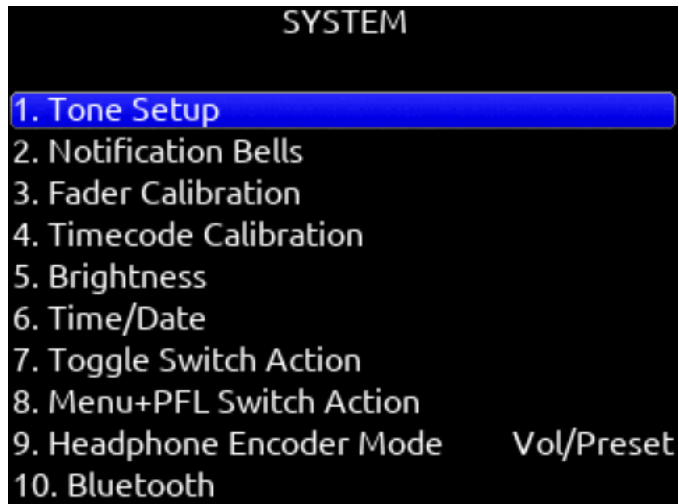 SYSTEM
1. Tone Setup
2. Notification Bells
3. Fader Calibration
4. Timecode Calibration
5. Brightness
6. Time/Date
7. Toggle Switch Action
8. Menu+PFL Switch Action
9. Headphone Encoder Mode Vol/Preset
10. Bluetooth